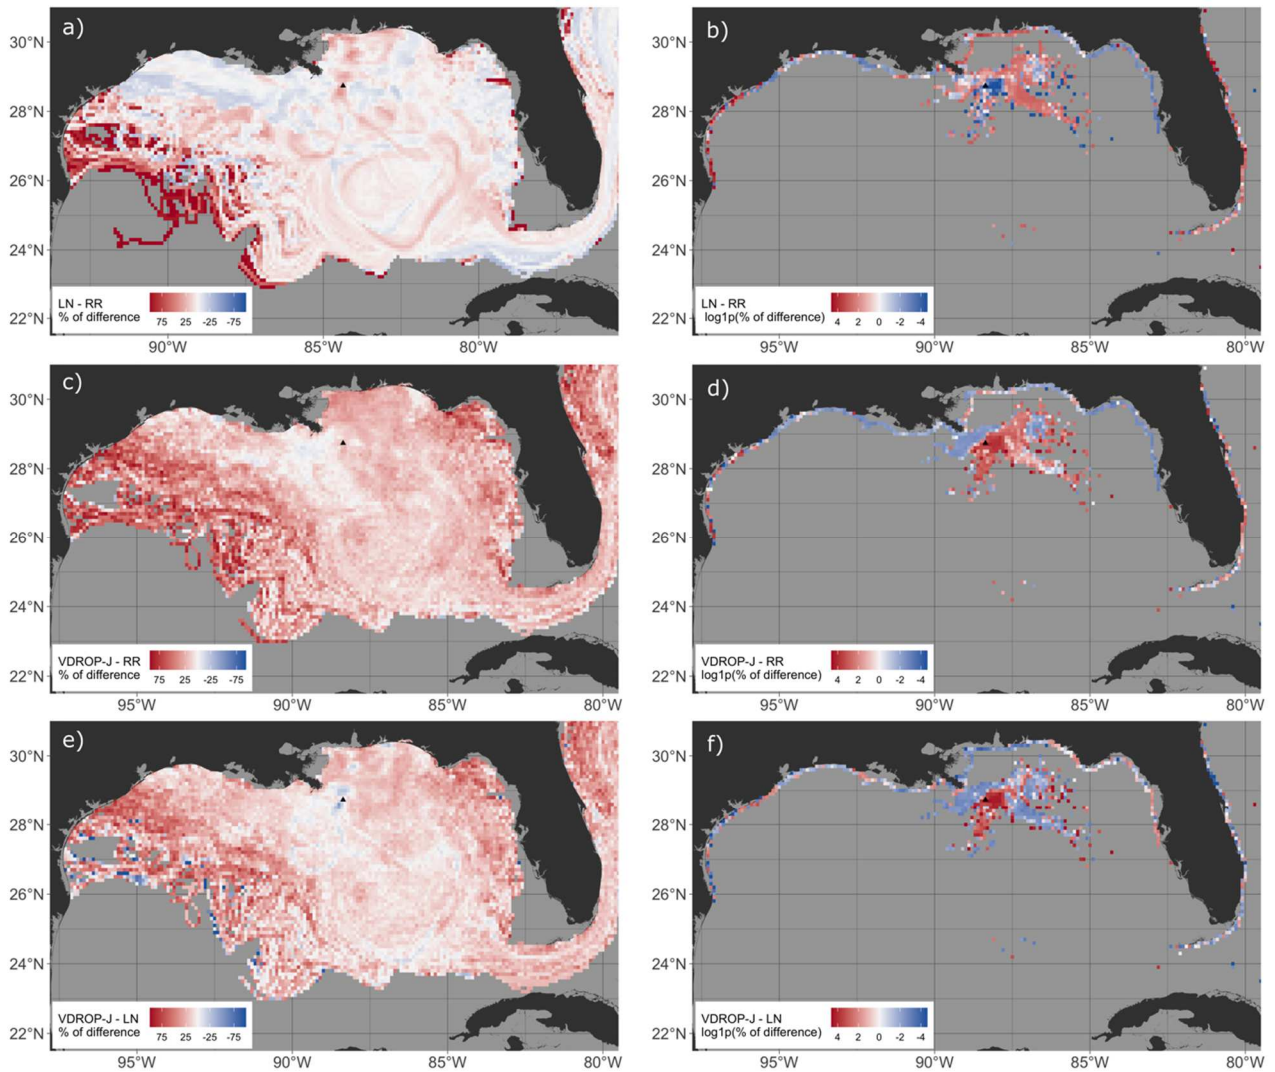 a)
30°N
28°N
26°N
24°N
22°N
LN - RR
% of difference
75 25 -25 -75
90°W 85°W 80°W
b)
30°N
28°N
26°N
24°N
22°N
LN - RR
log1p(% of difference)
4 2 0 -2 -4
95°W 90°W 85°W 80°W
c)
30°N
28°N
26°N
24°N
22°N
VDROP-J - RR
% of difference
75 25 -25 -75
95°W 90°W 85°W 80°W
d)
30°N
28°N
26°N
24°N
22°N
VDROP-J - RR
log1p(% of difference)
4 2 0 -2 -4
95°W 90°W 85°W 80°W
e)
30°N
28°N
26°N
24°N
22°N
VDROP-J - LN
% of difference
75 25 -25 -75
95°W 90°W 85°W 80°W
f)
30°N
28°N
26°N
24°N
22°N
VDROP-J - LN
log1p(% of difference)
4 2 0 -2 -4
95°W 90°W 85°W 80°W